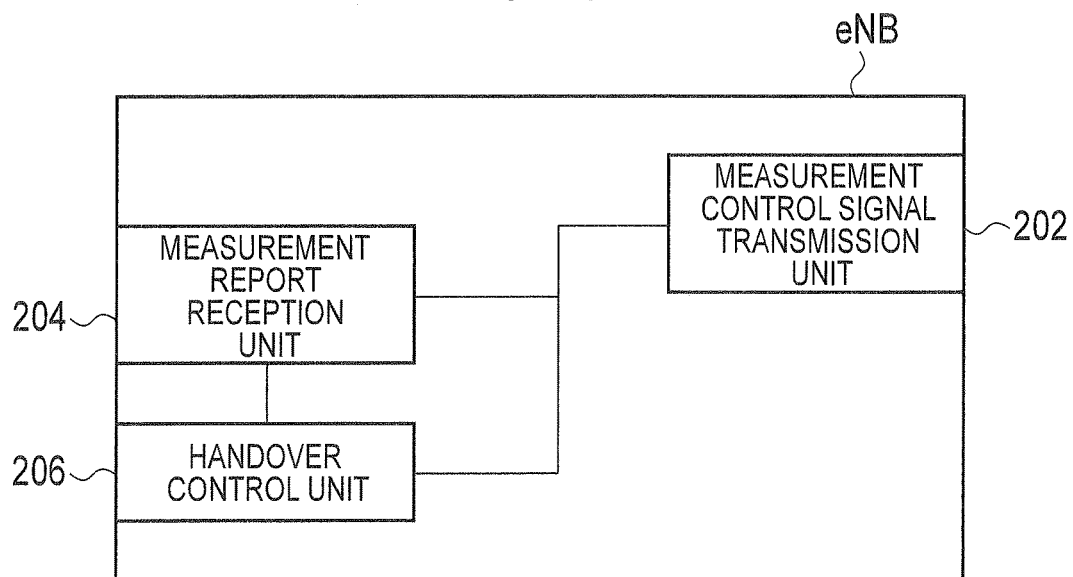 eNB
MEASUREMENT
CONTROL SIGNAL
TRANSMISSION
UNIT
202
MEASUREMENT
REPORT
RECEPTION
UNIT
204
HANDOVER
CONTROL UNIT
206